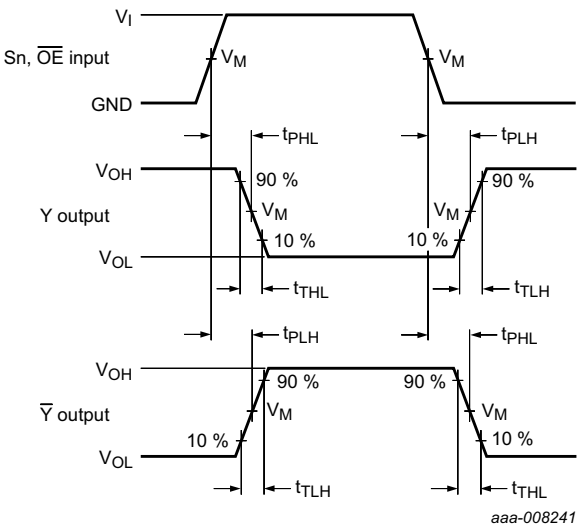 V_I
Sn, O̅E̅ input
V_M V_M
GND
t_PHL t_PLH
V_OH
90 % 90 %
Y output
V_M V_M
10 % 10 %
V_OL
t_THL t_TLH
t_PLH t_PHL
V_OH
90 % 90 %
Y̅ output
V_M V_M
10 % 10 %
V_OL
t_TLH t_THL
aaa-008241